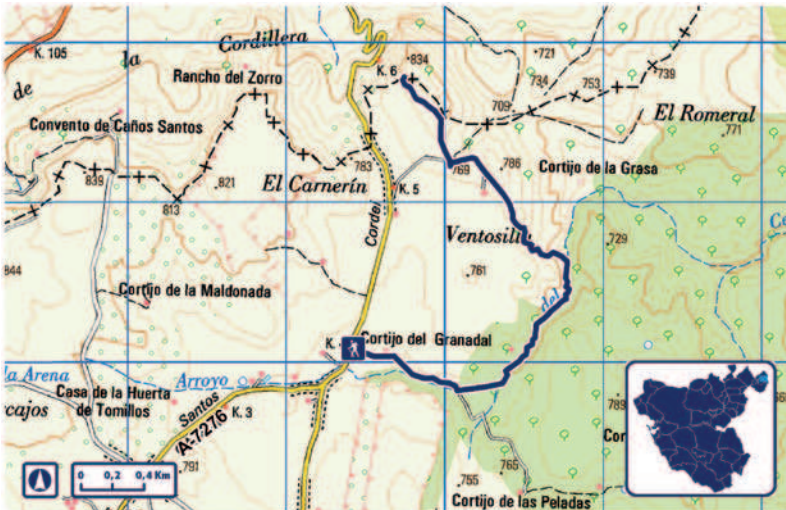 Cordillera
la
de
K. 105
Rancho del Zorro
Convento de Caños Santos
K. 6
834
721
734
753
739
709
El Romeral
771
783
769
786
Cortijo de la Grasa
839
821
813
El Carnerín
K. 5
Cordel
Ventosilla
729
761
844
del
Cortijo de la Maldonada
K.
Cortijo del Granadal
la Arena
Arroyo
Casa de la Huerta
de Tomillos
Santos
K. 3
A-7276
791
789
765
755
Cortijo de las Peladas
0 0,2 0,4 Km